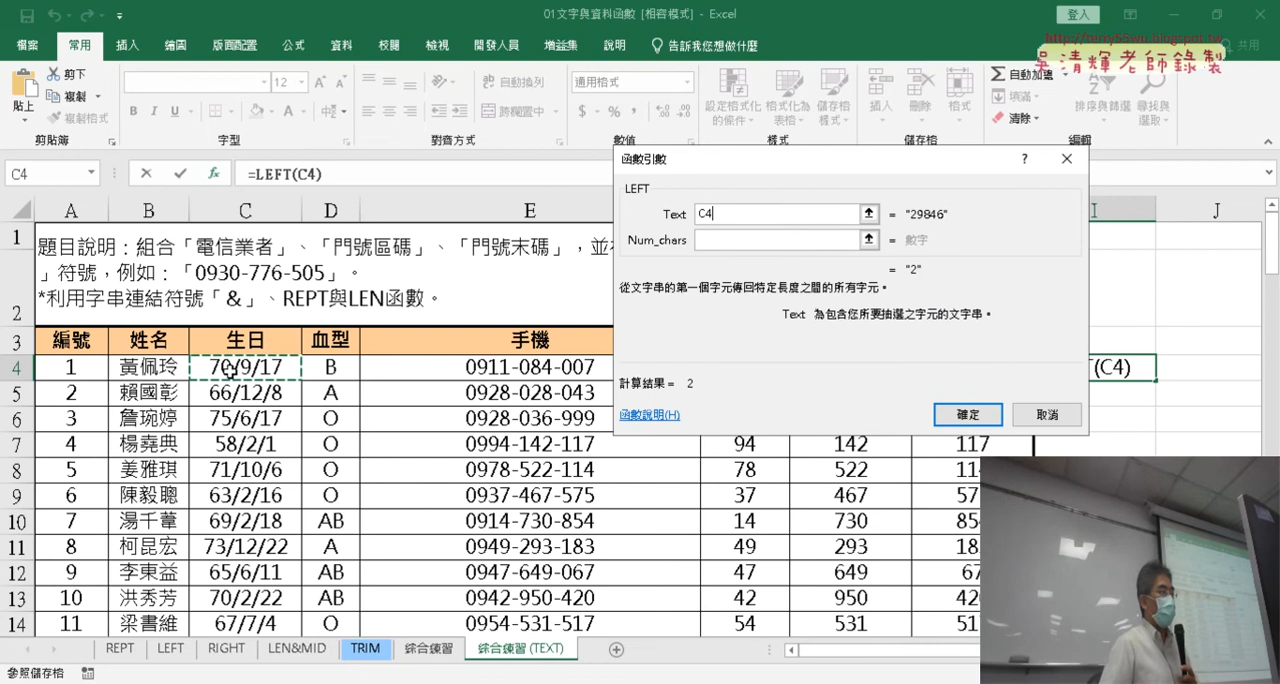 01文字與資料函數 [相容模式] - Excel
登入
http://terry55wu.blogspot.tw
吳清輝老師錄製
檔案 常用 插入 繪圖 版面配置 公式 資料 校閱 檢視 開發人員 增益集 說明 告訴我您想做什麼 共用
貼上 剪下 複製 複製格式 剪貼簿
12 A A B I U A 中 字型
自動換列 跨欄置中 對齊方式
通用格式 $ % , 數值
設定格式化的條件 格式化為表格 儲存格樣式 樣式
插入 刪除 格式 儲存格
自動加總 填滿 清除 排序與篩選 尋找與選取 編輯
C4 fx =LEFT(C4)
函數引數 ?
LEFT
Text C4 = "29846"
Num_chars = 數字
= "2"
從文字串的第一個字元傳回特定長度之間的所有字元。
Text 為包含您所要抽選之字元的文字串。
計算結果 = 2
函數說明(H) 確定 取消
A B C D E I J
1 題目說明：組合「電信業者」、「門號區碼」、「門號末碼」，並
」符號，例如：「0930-776-505」。
2 *利用字串連結符號「&」、REPT與LEN函數。
3 編號 姓名 生日 血型 手機
4 1 黃佩玲 70/9/17 B 0911-084-007 (C4)
5 2 賴國彰 66/12/8 A 0928-028-043
6 3 詹琬婷 75/6/17 O 0928-036-999
7 4 楊堯典 58/2/1 O 0994-142-117 94 142 117
8 5 姜雅琪 71/10/6 O 0978-522-114 78 522 11
9 6 陳毅聰 63/2/16 O 0937-467-575 37 467 57
10 7 湯千葦 69/2/18 AB 0914-730-854 14 730 85
11 8 柯昆宏 73/12/22 A 0949-293-183 49 293 18
12 9 李東益 65/6/11 AB 0947-649-067 47 649 67
13 10 洪秀芳 70/2/22 AB 0942-950-420 42 950 42
14 11 梁書維 67/7/4 O 0954-531-517 54 531 51
REPT LEFT RIGHT LEN&MID TRIM 綜合練習 綜合練習 (TEXT)
參照儲存格